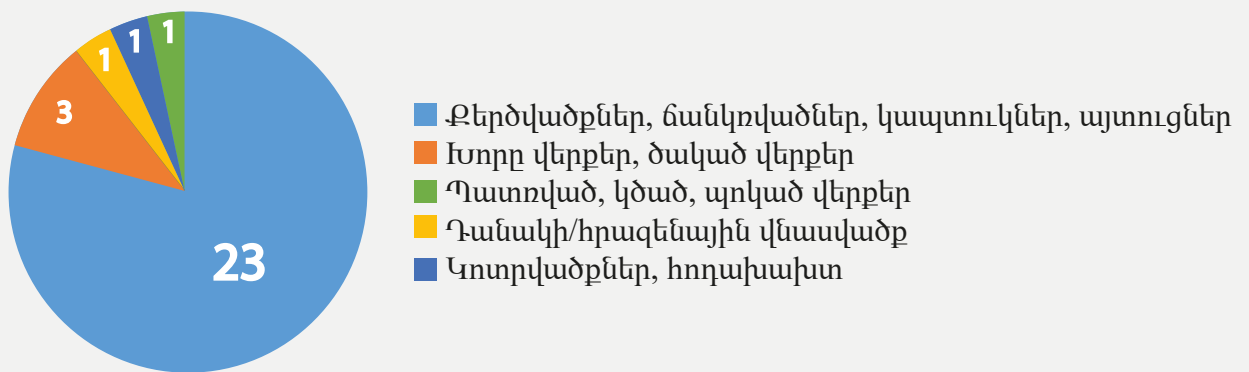 1
1
1
3
23
Քերծվածքներ, ճանկռվածներ, կապտուկներ, այտուցներ
Խորը վերքեր, ծակած վերքեր
Պատռված, կծած, պոկած վերքեր
Դանակի/հրազենային վնասվածք
Կոտրվածքներ, հոդախախտ